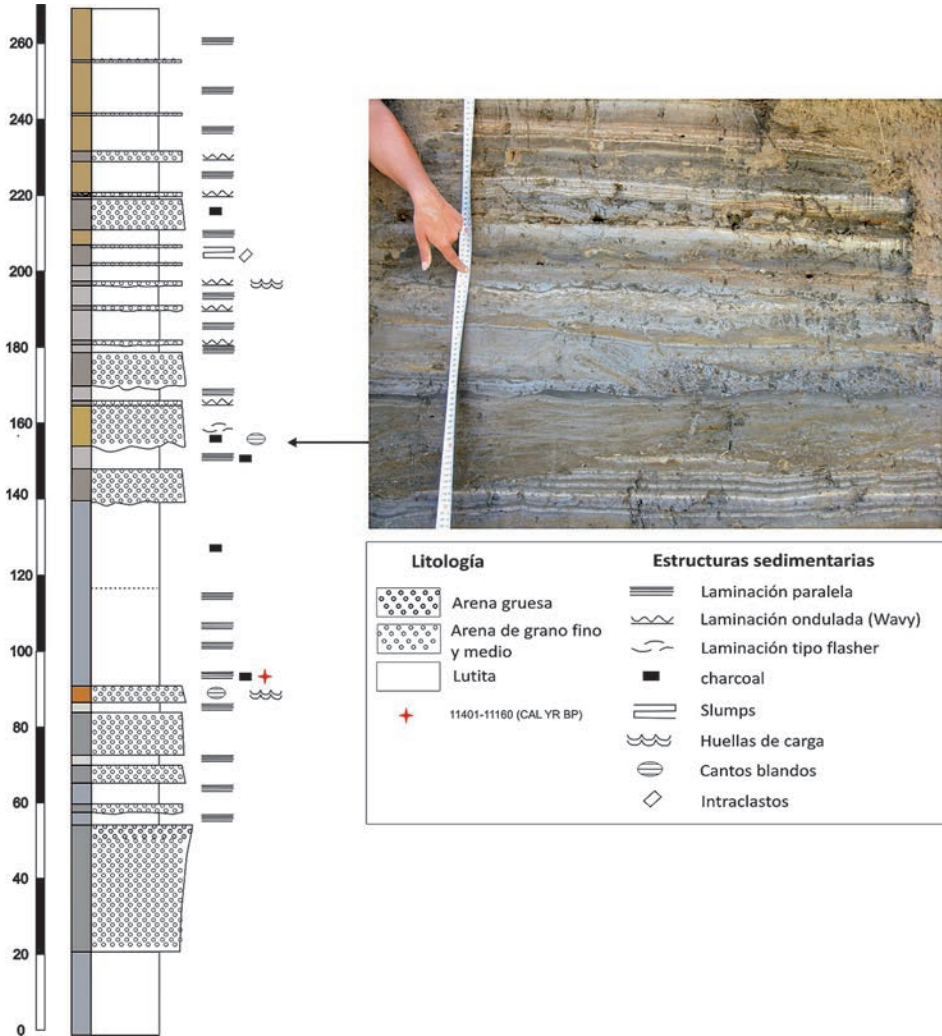 260
240
220
200
180
160
140
120
100
80
60
40
20
0
Litología
Arena gruesa
Arena de grano fino
y medio
Lutita
11401-11160 (CAL YR BP)
Estructuras sedimentarias
Laminación paralela
Laminación ondulada (Wavy)
Laminación tipo flasher
charcoal
Slumps
Huellas de carga
Cantos blandos
Intraclastos